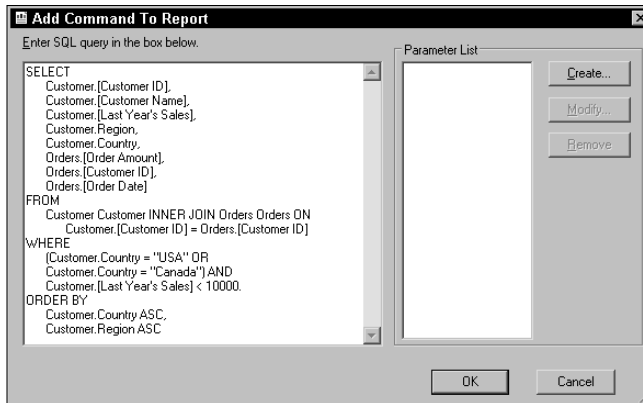 Add Command To Report
Enter SQL query in the box below.
SELECT
Customer.[Customer ID],
Customer.[Customer Name],
Customer.[Last Year's Sales],
Customer.Region,
Customer.Country,
Orders.[Order Amount],
Orders.[Customer ID],
Orders.[Order Date]
FROM
Customer Customer INNER JOIN Orders Orders ON
Customer.[Customer ID] = Orders.[Customer ID]
WHERE
(Customer.Country = "USA" OR
Customer.Country = "Canada") AND
Customer.[Last Year's Sales] < 10000.
ORDER BY
Customer.Country ASC,
Customer.Region ASC
Parameter List
Create...
Modify...
Remove
OK
Cancel